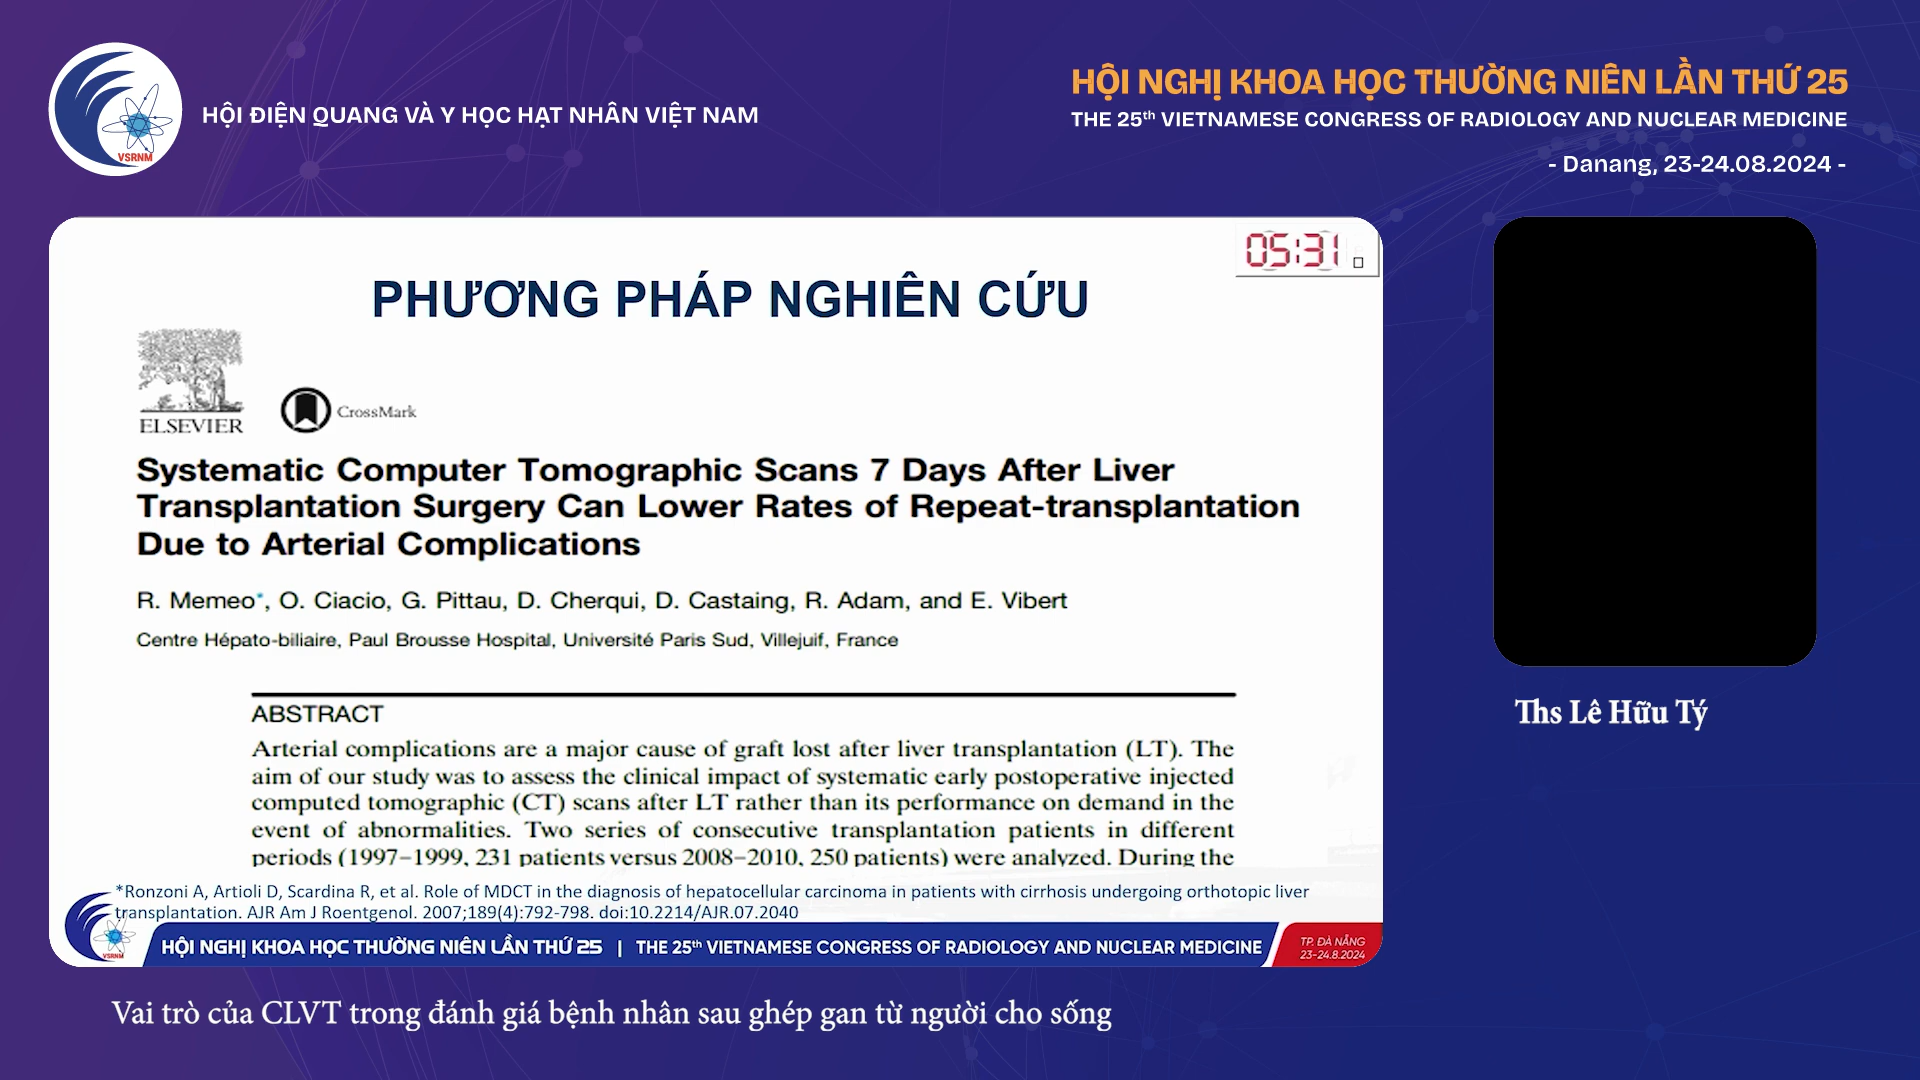 VSRNM
HỘI ĐIỆN QUANG VÀ Y HỌC HẠT NHÂN VIỆT NAM
HỘI NGHỊ KHOA HỌC THƯỜNG NIÊN LẦN THỨ 25
THE 25th VIETNAMESE CONGRESS OF RADIOLOGY AND NUCLEAR MEDICINE
- Danang, 23-24.08.2024 -
05:31
PHƯƠNG PHÁP NGHIÊN CỨU
ELSEVIER
CrossMark
Systematic Computer Tomographic Scans 7 Days After Liver
Transplantation Surgery Can Lower Rates of Repeat-transplantation
Due to Arterial Complications
R. Memeo*, O. Ciacio, G. Pittau, D. Cherqui, D. Castaing, R. Adam, and E. Vibert
Centre Hépato-biliaire, Paul Brousse Hospital, Université Paris Sud, Villejuif, France
ABSTRACT
Arterial complications are a major cause of graft lost after liver transplantation (LT). The
aim of our study was to assess the clinical impact of systematic early postoperative injected
computed tomographic (CT) scans after LT rather than its performance on demand in the
event of abnormalities. Two series of consecutive transplantation patients in different
periods (1997–1999, 231 patients versus 2008–2010, 250 patients) were analyzed. During the
*Ronzoni A, Artioli D, Scardina R, et al. Role of MDCT in the diagnosis of hepatocellular carcinoma in patients with cirrhosis undergoing orthotopic liver
transplantation. AJR Am J Roentgenol. 2007;189(4):792-798. doi:10.2214/AJR.07.2040
VSRNM
HỘI NGHỊ KHOA HỌC THƯỜNG NIÊN LẦN THỨ 25 | THE 25th VIETNAMESE CONGRESS OF RADIOLOGY AND NUCLEAR MEDICINE
TP. ĐÀ NẴNG
23-24.8.2024
Ths Lê Hữu Tý
Vai trò của CLVT trong đánh giá bệnh nhân sau ghép gan từ người cho sống